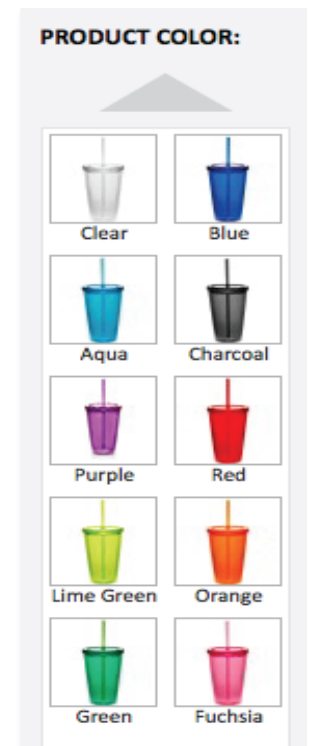 PRODUCT COLOR:
Clear
Blue
Aqua
Charcoal
Purple
Red
Lime Green
Orange
Green
Fuchsia